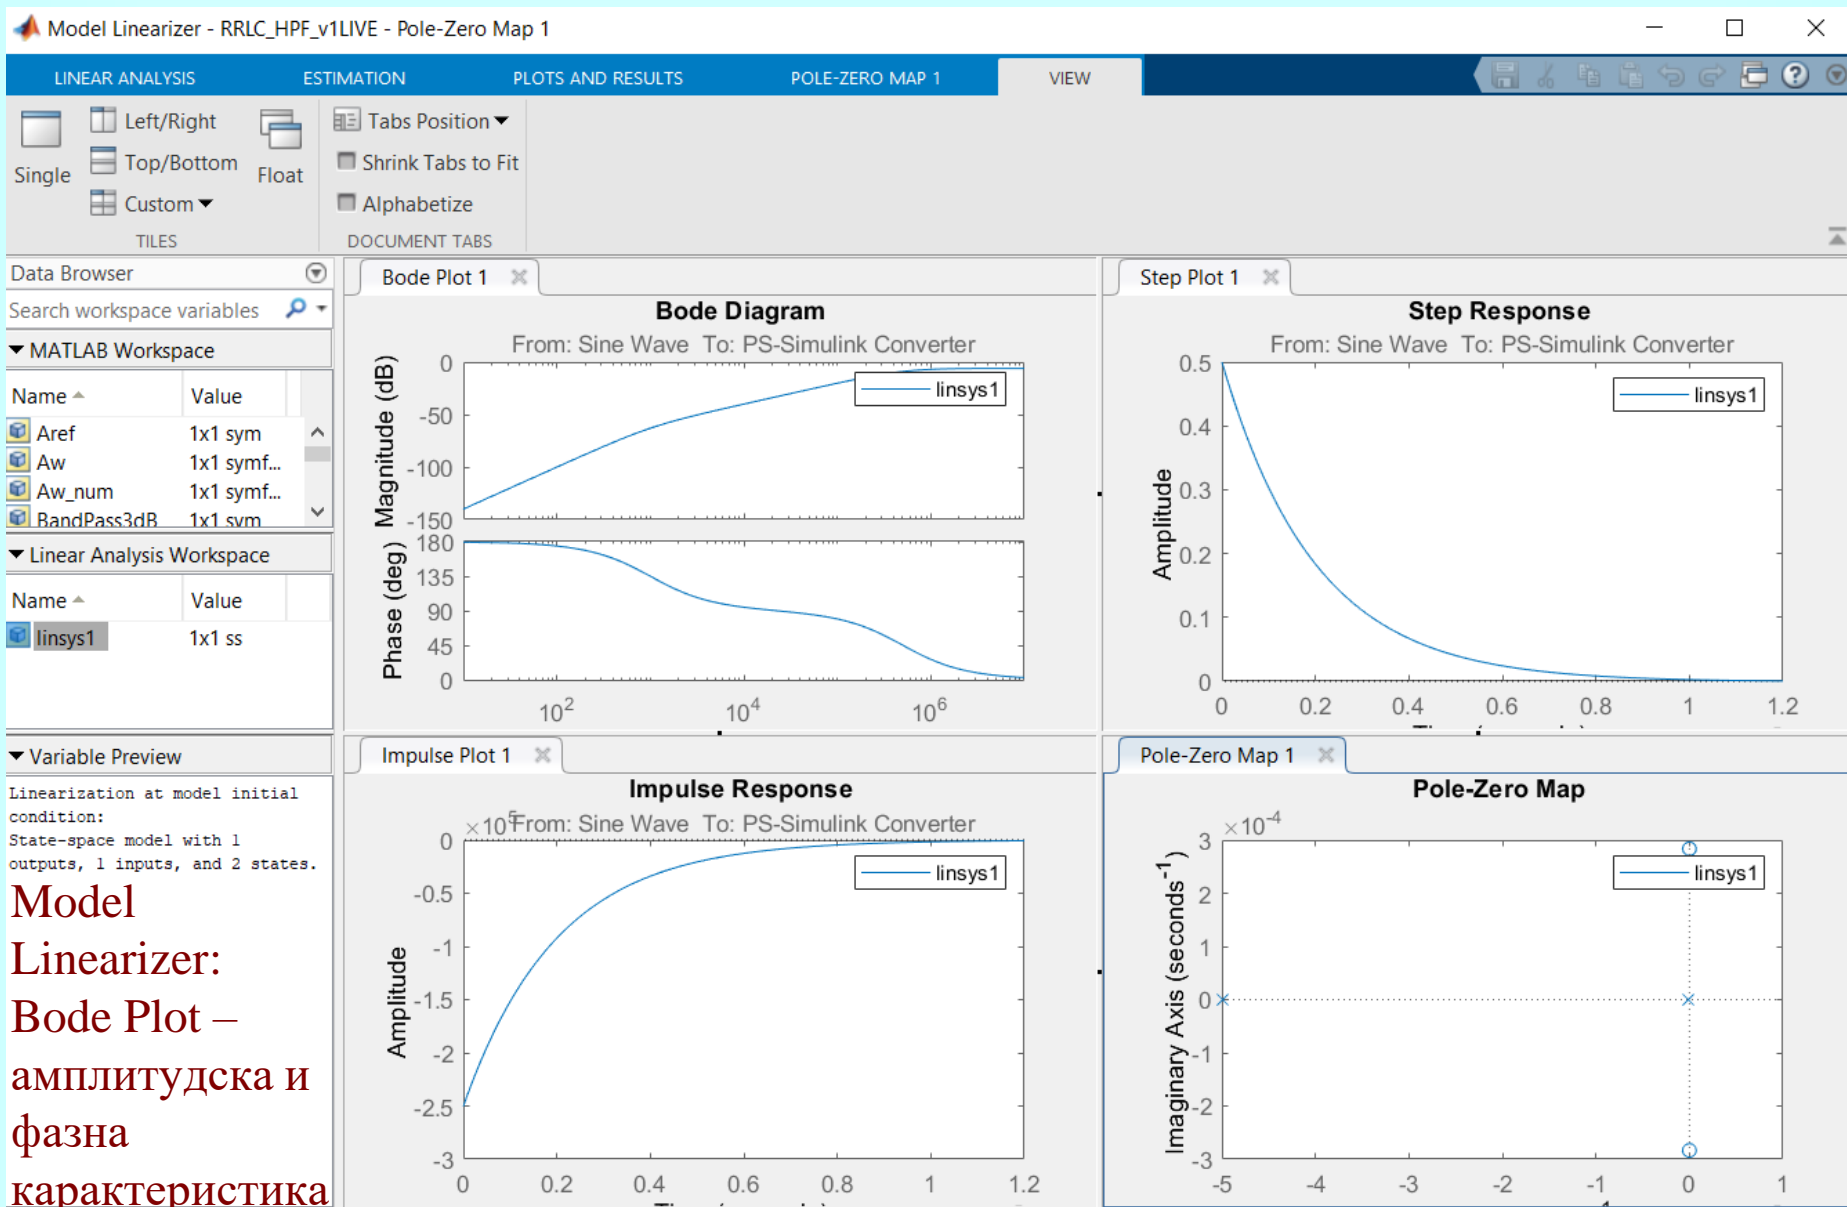 Model Linearizer - RRLC_HPF_v1LIVE - Pole-Zero Map 1
LINEAR ANALYSIS ESTIMATION PLOTS AND RESULTS POLE-ZERO MAP 1 VIEW
Single
Left/Right
Top/Bottom
Custom
Float
TILES
Tabs Position
Shrink Tabs to Fit
Alphabetize
DOCUMENT TABS
Data Browser
Search workspace variables
MATLAB Workspace
Name Value
Aref 1x1 sym
Aw 1x1 symf...
Aw_num 1x1 symf...
BandPass3dB 1x1 sym
Linear Analysis Workspace
Name Value
linsys1 1x1 ss
Variable Preview
Linearization at model initial
condition:
State-space model with 1
outputs, 1 inputs, and 2 states.
Model
Linearizer:
Bode Plot –
амплитудска и
фазна
карактеристика
Bode Plot 1
Bode Diagram
From: Sine Wave To: PS-Simulink Converter
Magnitude (dB)
0
-50
-100
-150
linsys1
Phase (deg)
180
135
90
45
0
10² 10⁴ 10⁶
Step Plot 1
Step Response
From: Sine Wave To: PS-Simulink Converter
Amplitude
0.5
0.4
0.3
0.2
0.1
0
linsys1
0 0.2 0.4 0.6 0.8 1 1.2
Impulse Plot 1
Impulse Response
×10⁵ From: Sine Wave To: PS-Simulink Converter
Amplitude
0
-0.5
-1
-1.5
-2
-2.5
-3
linsys1
0 0.2 0.4 0.6 0.8 1 1.2
Pole-Zero Map 1
Pole-Zero Map
×10⁻⁴
Imaginary Axis (seconds⁻¹)
3
2
1
0
-1
-2
-3
linsys1
-5 -4 -3 -2 -1 0 1